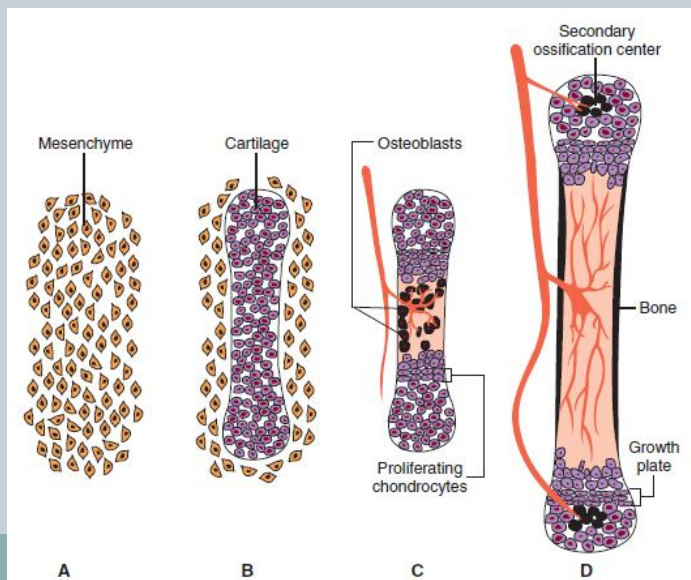 Secondary
ossification center
Mesenchyme
Cartilage
Osteoblasts
Bone
Growth
plate
Proliferating
chondrocytes
A
B
C
D